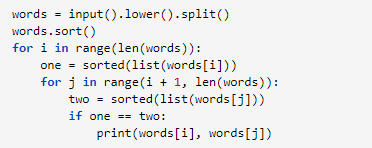 words = input().lower().split()
words.sort()
for i in range(len(words)):
    one = sorted(list(words[i]))
    for j in range(i + 1, len(words)):
        two = sorted(list(words[j]))
        if one == two:
            print(words[i], words[j])